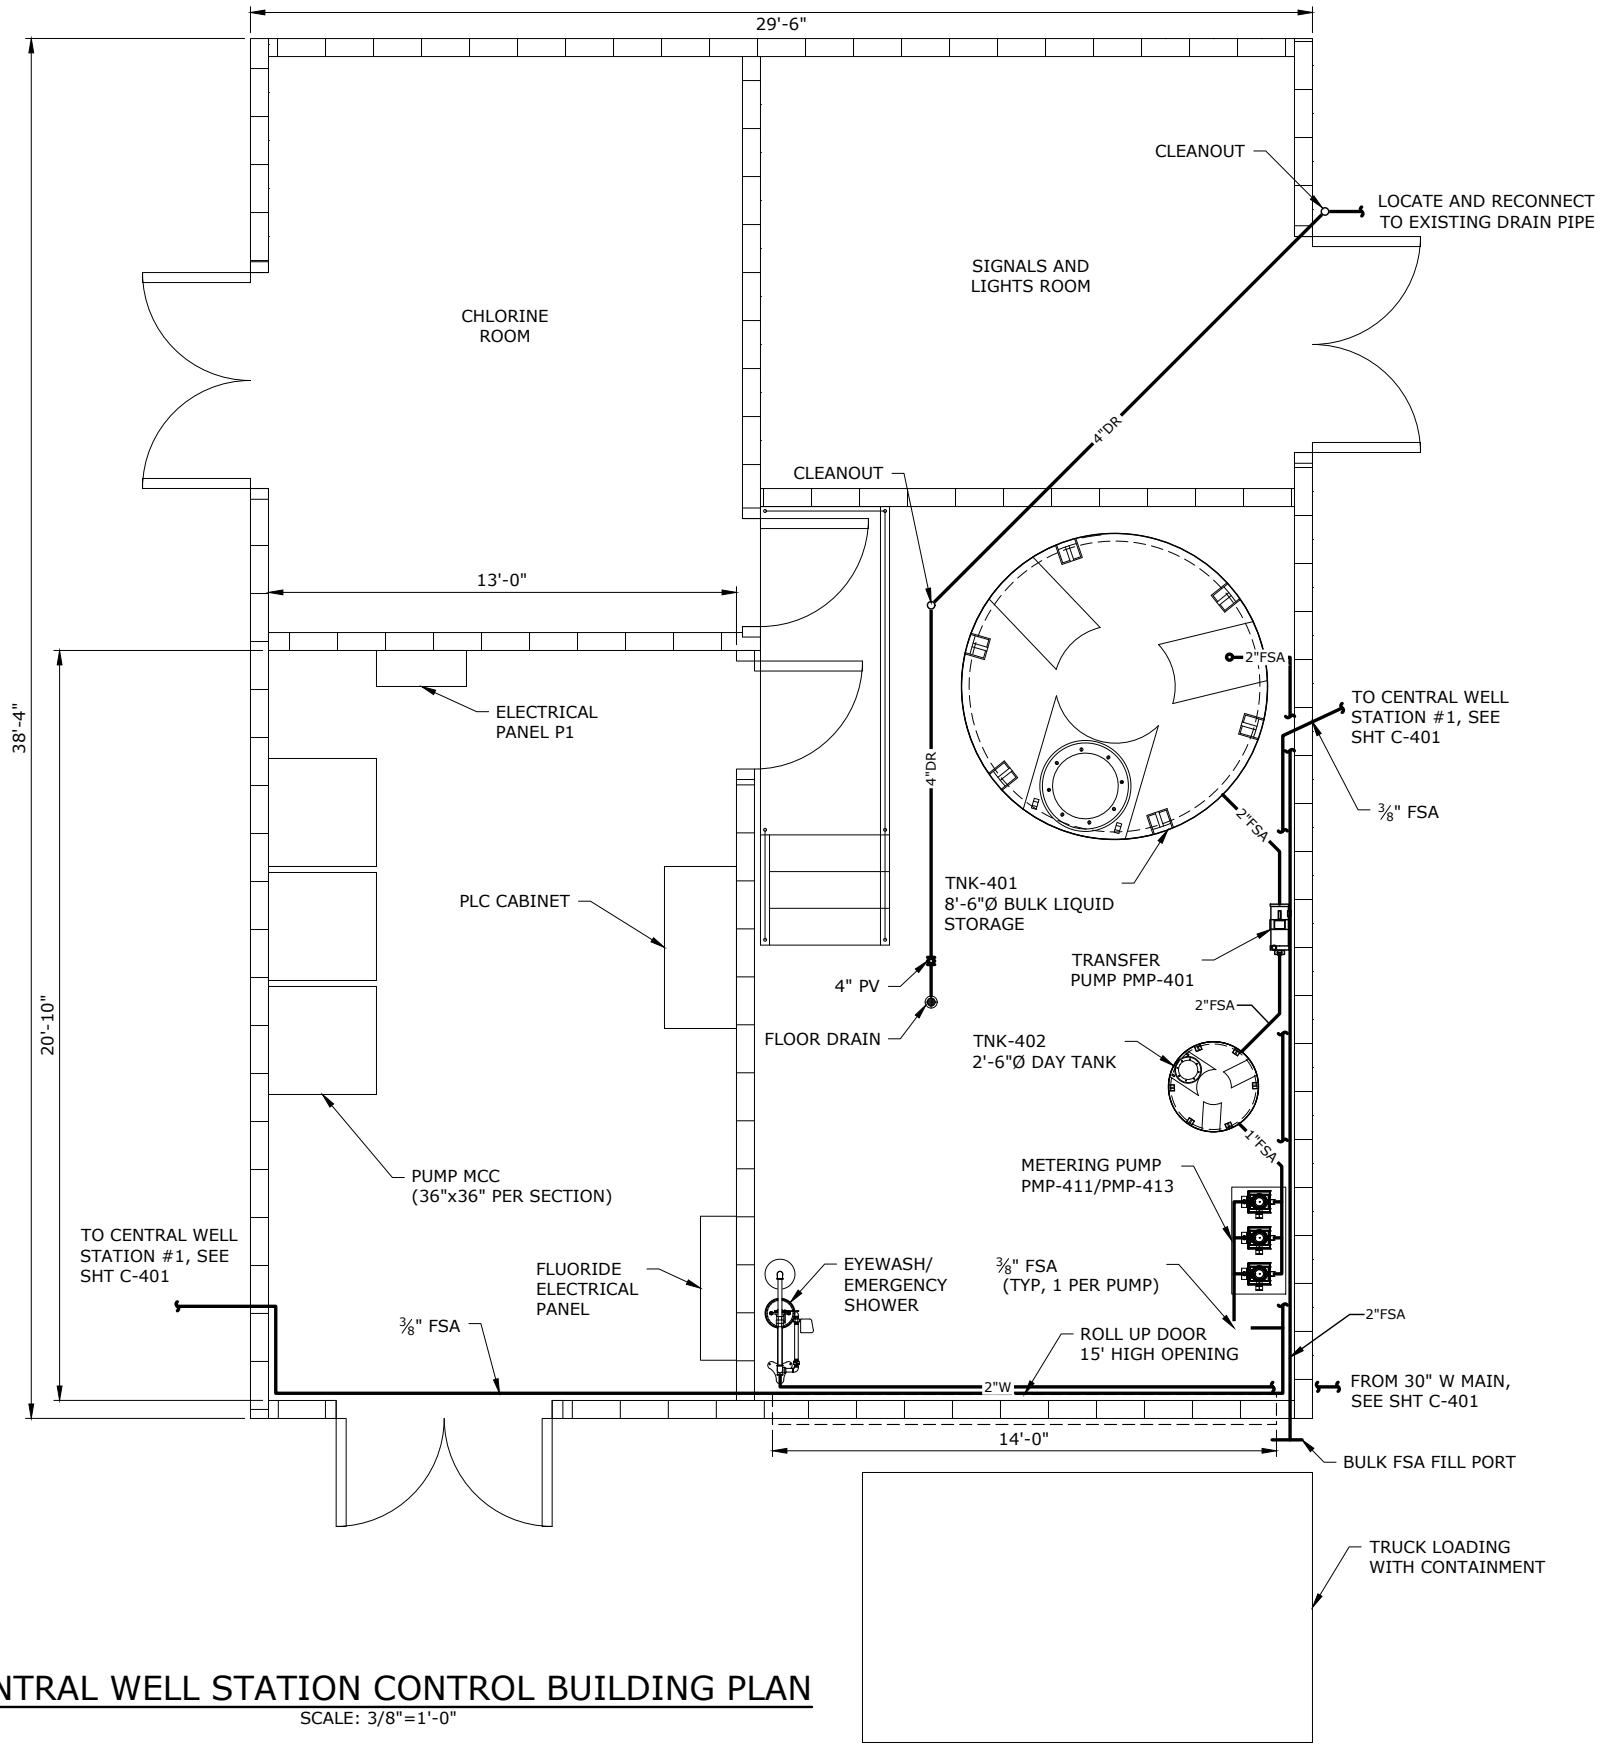 29'-6"
CLEANOUT
LOCATE AND RECONNECT
TO EXISTING DRAIN PIPE
SIGNALS AND
LIGHTS ROOM
CHLORINE
ROOM
4"DR
CLEANOUT
13'-0"
2"FSA
ELECTRICAL
PANEL P1
TO CENTRAL WELL
STATION #1, SEE
SHT C-401
38'-4"
4"DR
⅜" FSA
2"FSA
PLC CABINET
TNK-401
8'-6"Ø BULK LIQUID
STORAGE
TRANSFER
PUMP PMP-401
4" PV
2"FSA
20'-10"
FLOOR DRAIN
TNK-402
2'-6"Ø DAY TANK
1"FSA
PUMP MCC
(36"x36" PER SECTION)
METERING PUMP
PMP-411/PMP-413
TO CENTRAL WELL
STATION #1, SEE
SHT C-401
FLUORIDE
ELECTRICAL
PANEL
EYEWASH/
EMERGENCY
SHOWER
⅜" FSA
(TYP, 1 PER PUMP)
2"FSA
⅜" FSA
ROLL UP DOOR
15' HIGH OPENING
2"W
FROM 30" W MAIN,
SEE SHT C-401
14'-0"
BULK FSA FILL PORT
TRUCK LOADING
WITH CONTAINMENT
NTRAL WELL STATION CONTROL BUILDING PLAN
SCALE: 3/8"=1'-0"